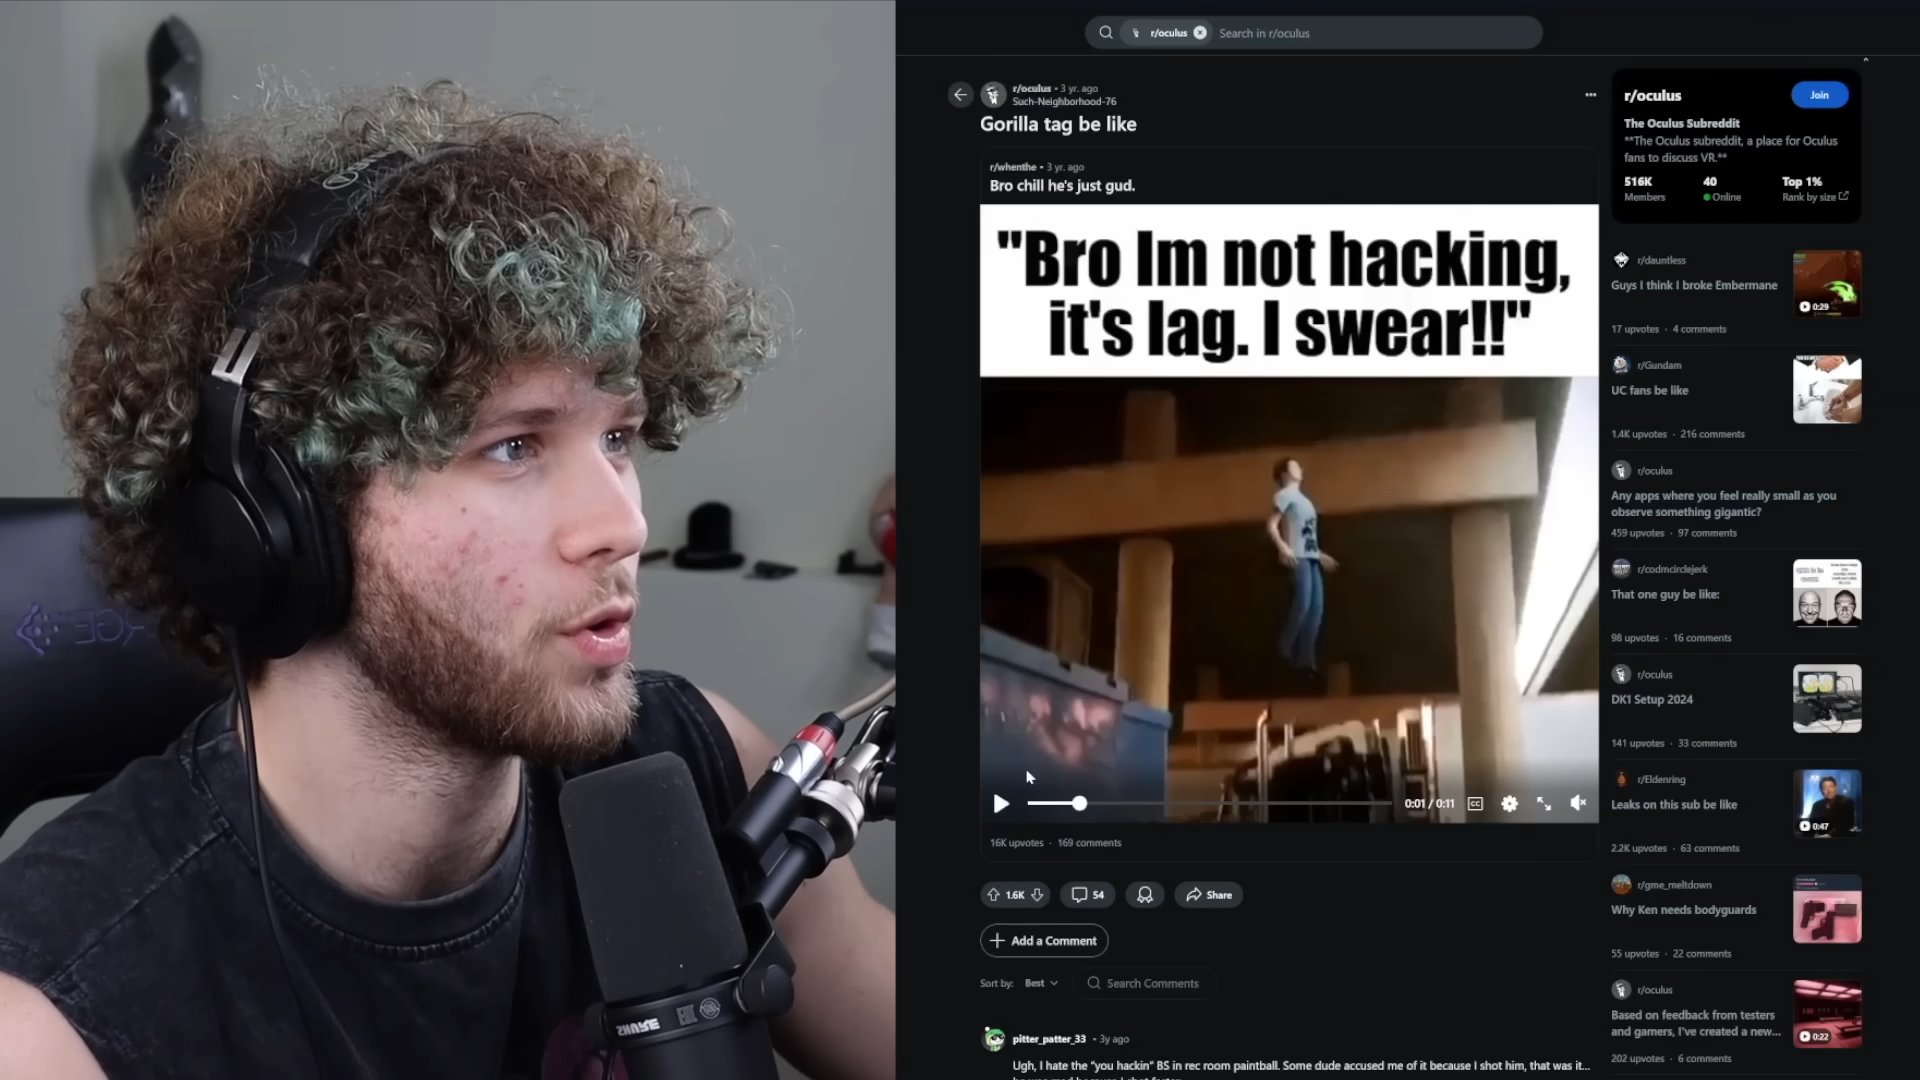 r/oculus
Search in r/oculus
r/oculus • 3 yr. ago
Such-Neighborhood-76
Gorilla tag be like
r/whenthe • 3 yr. ago
Bro chill he's just gud.
"Bro Im not hacking,
it's lag. I swear!!"
0:01 / 0:11
CC
16K upvotes · 169 comments
1.6K
54
Share
Add a Comment
Sort by: Best
Search Comments
pitter_patter_33 • 3y ago
Ugh, I hate the "you hackin" BS in rec room paintball. Some dude accused me of it because I shot him, that was it...
r/oculus
Join
The Oculus Subreddit
**The Oculus subreddit, a place for Oculus
fans to discuss VR.**
516K 40 Top 1%
Members Online Rank by size
r/dauntless
Guys I think I broke Embermane
0:29
17 upvotes · 4 comments
r/Gundam
UC fans be like
1.4K upvotes · 216 comments
r/oculus
Any apps where you feel really small as you
observe something gigantic?
459 upvotes · 97 comments
r/codmcirclejerk
That one guy be like:
98 upvotes · 16 comments
r/oculus
DK1 Setup 2024
141 upvotes · 33 comments
r/Eldenring
Leaks on this sub be like
0:47
2.2K upvotes · 63 comments
r/gme_meltdown
Why Ken needs bodyguards
55 upvotes · 22 comments
r/oculus
Based on feedback from testers
and gamers, I've created a new...
0:22
202 upvotes · 6 comments
SHURE